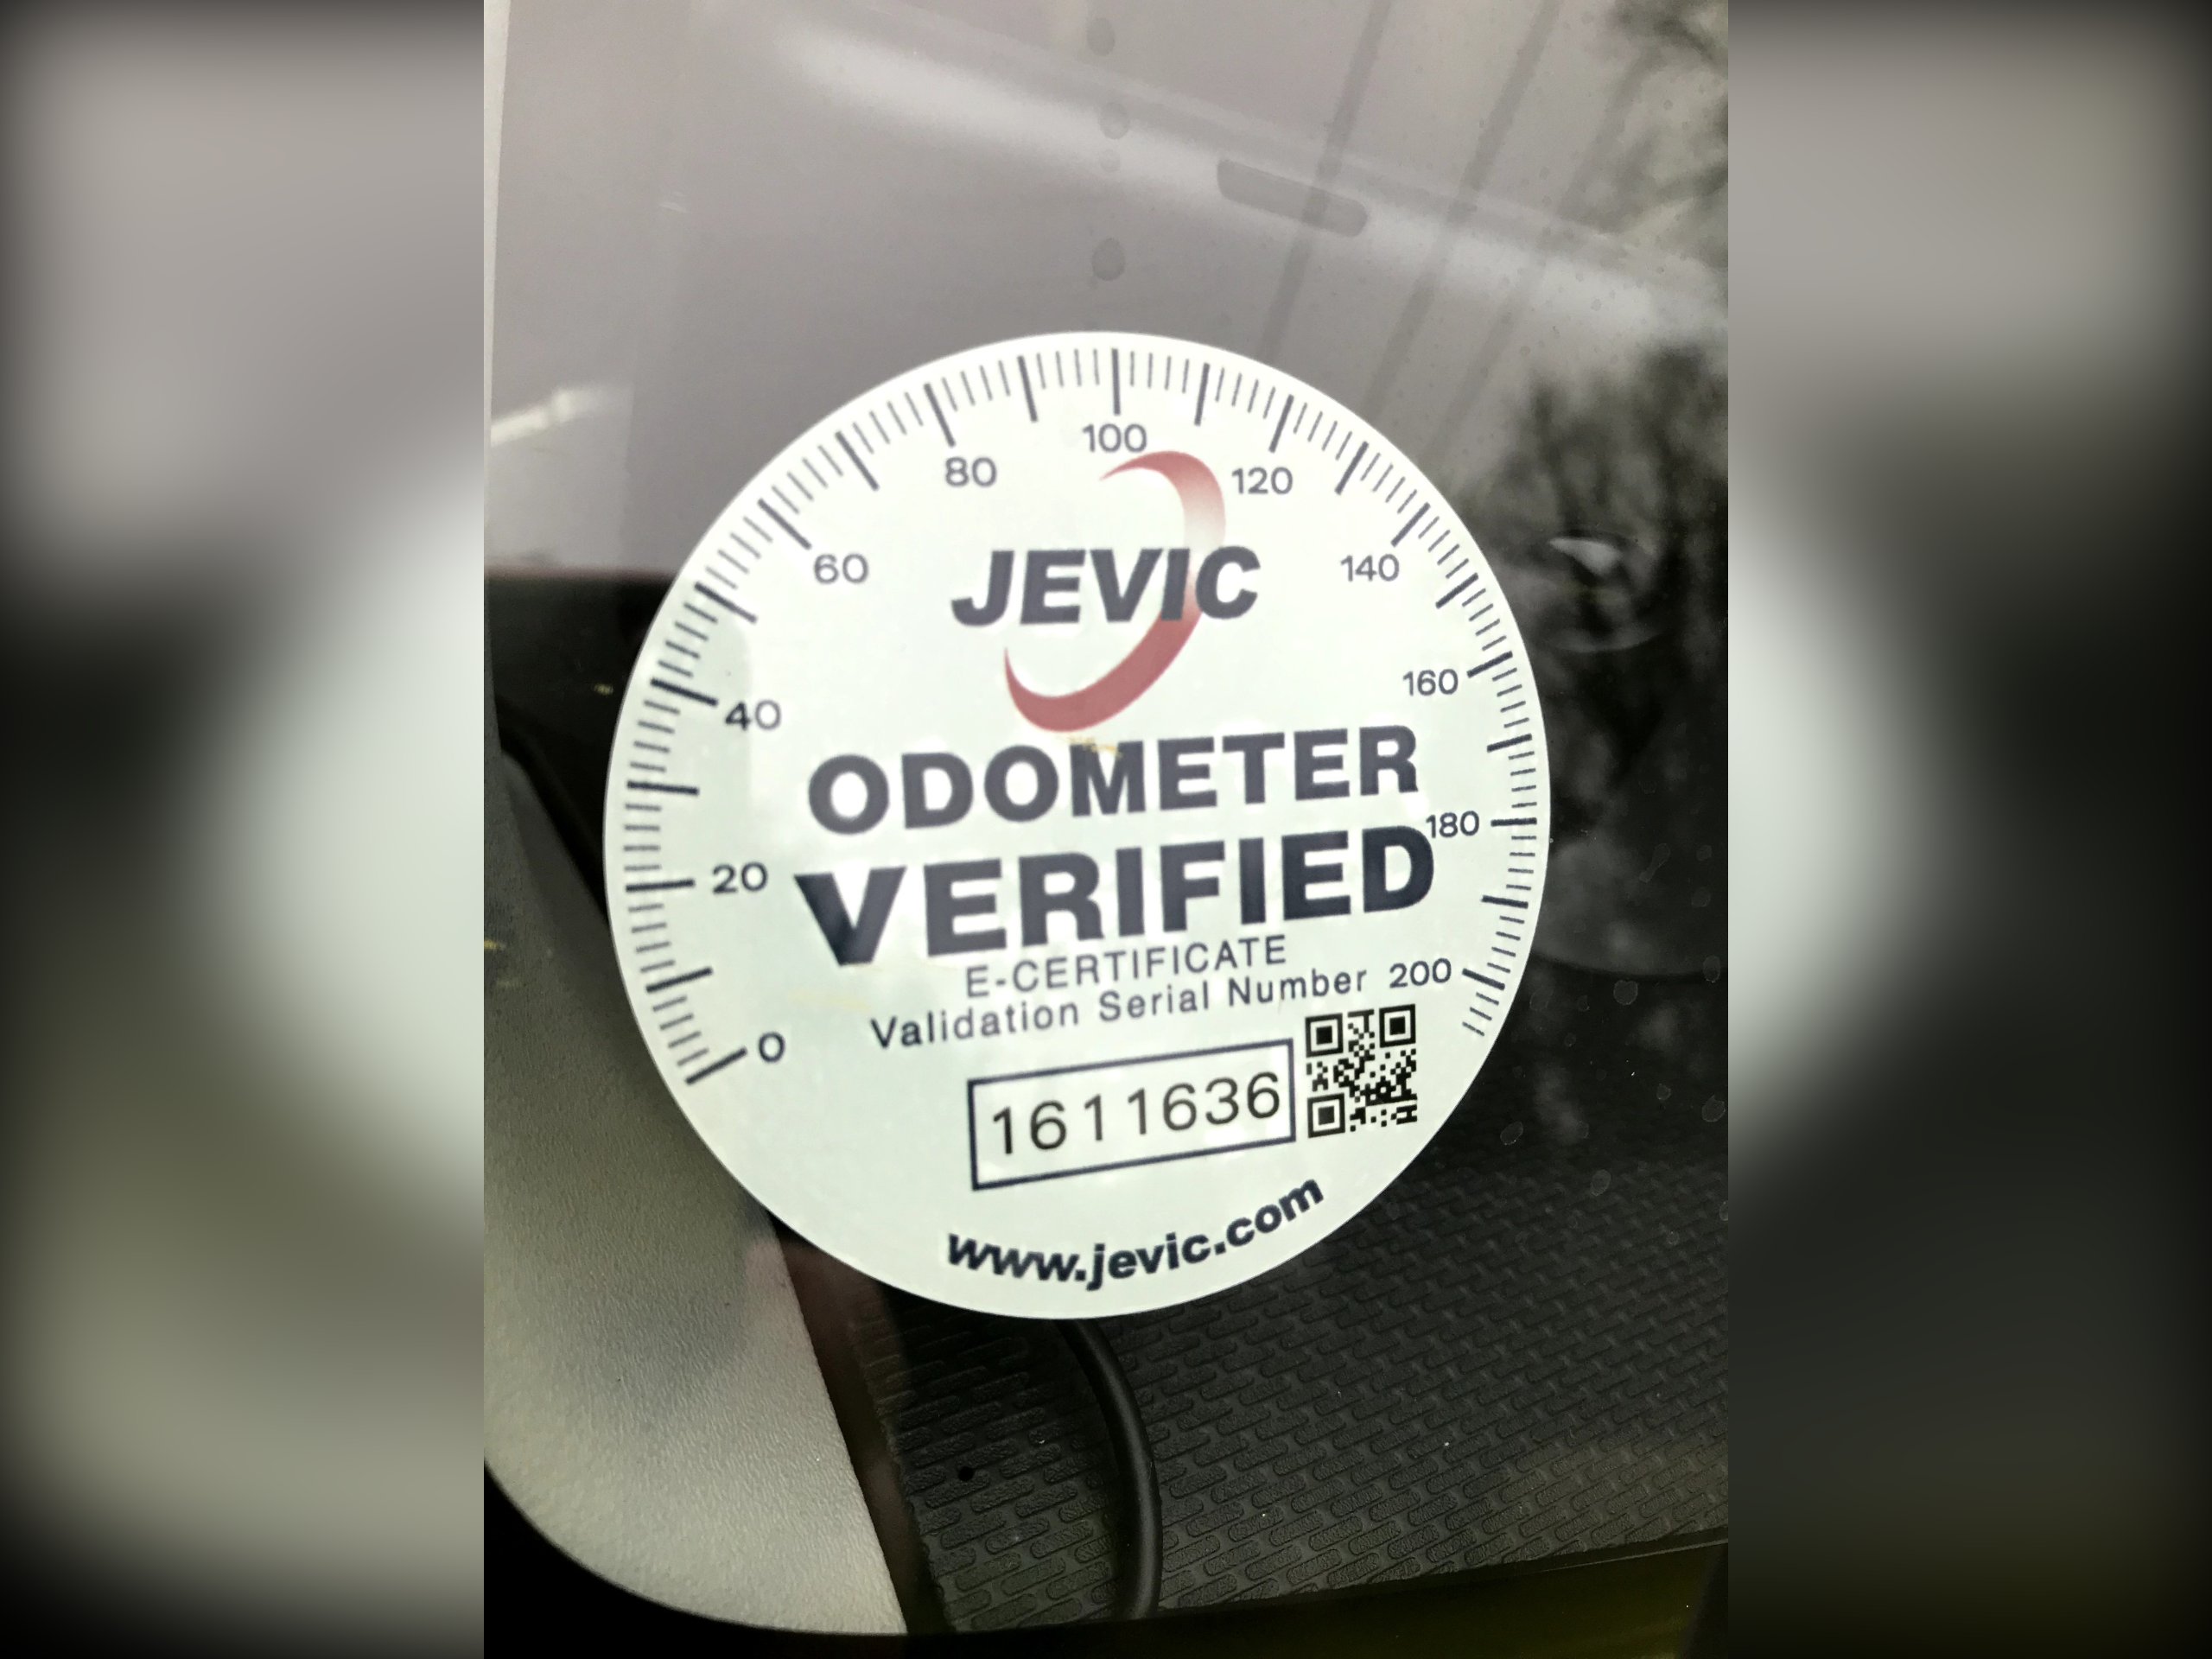 100
80
120
60
JEVIC
140
40
160
ODOMETER
180
20
VERIFIED
E-CERTIFICATE
Validation Serial Number
200
0
1611636
www.jevic.com